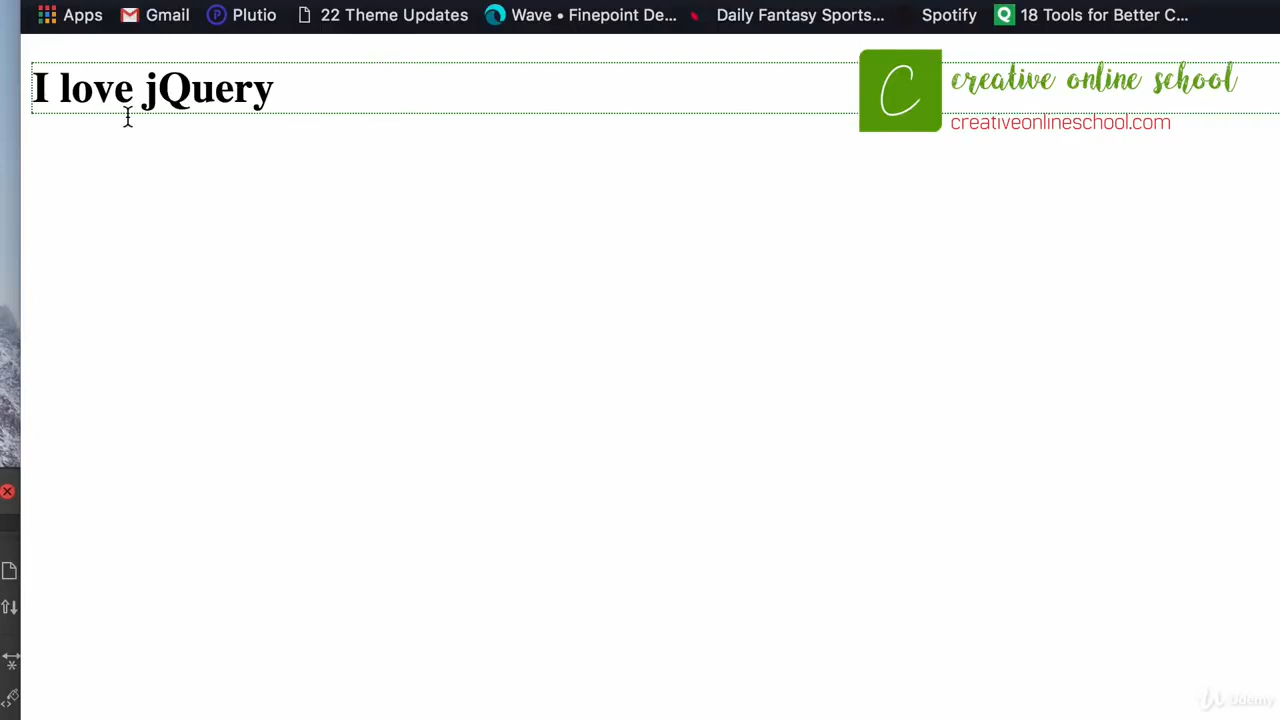 Apps Gmail Plutio 22 Theme Updates Wave • Finepoint De... Daily Fantasy Sports... Spotify 18 Tools for Better C...
I love jQuery
C creative online school
creativeonlineschool.com
Udemy